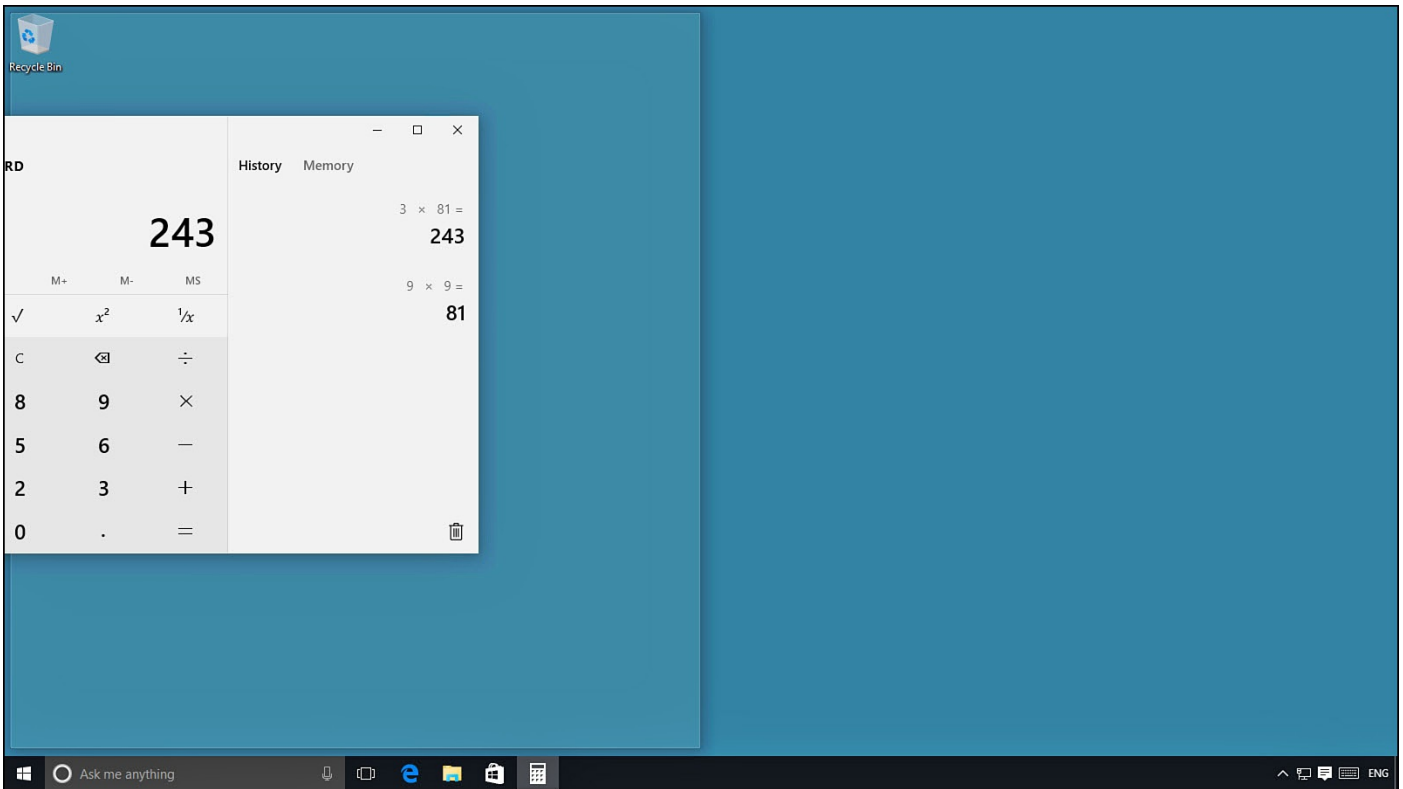 Recycle Bin
RD
History Memory
3 × 81 =
243
243
9 × 9 =
81
M+ M- MS
√ x² ¹/x
C ÷
8 9 ×
5 6 −
2 3 +
0 . =
Ask me anything
ENG